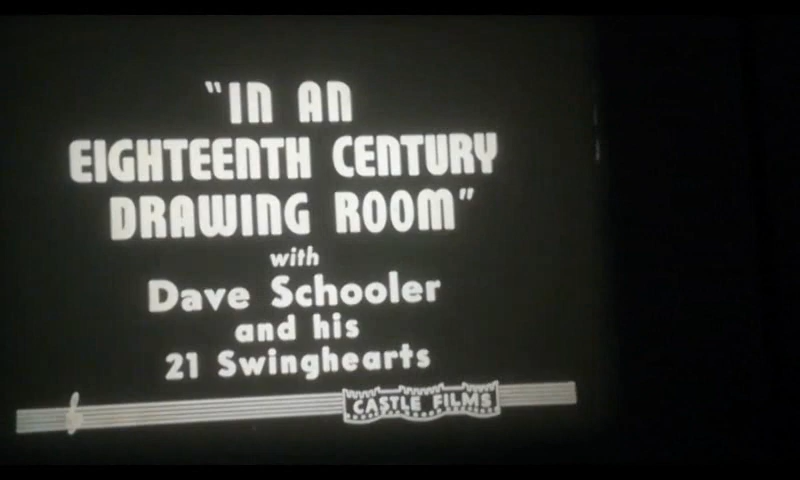 "IN AN
EIGHTEENTH CENTURY
DRAWING ROOM"
with
Dave Schooler
and his
21 Swinghearts
CASTLE FILMS